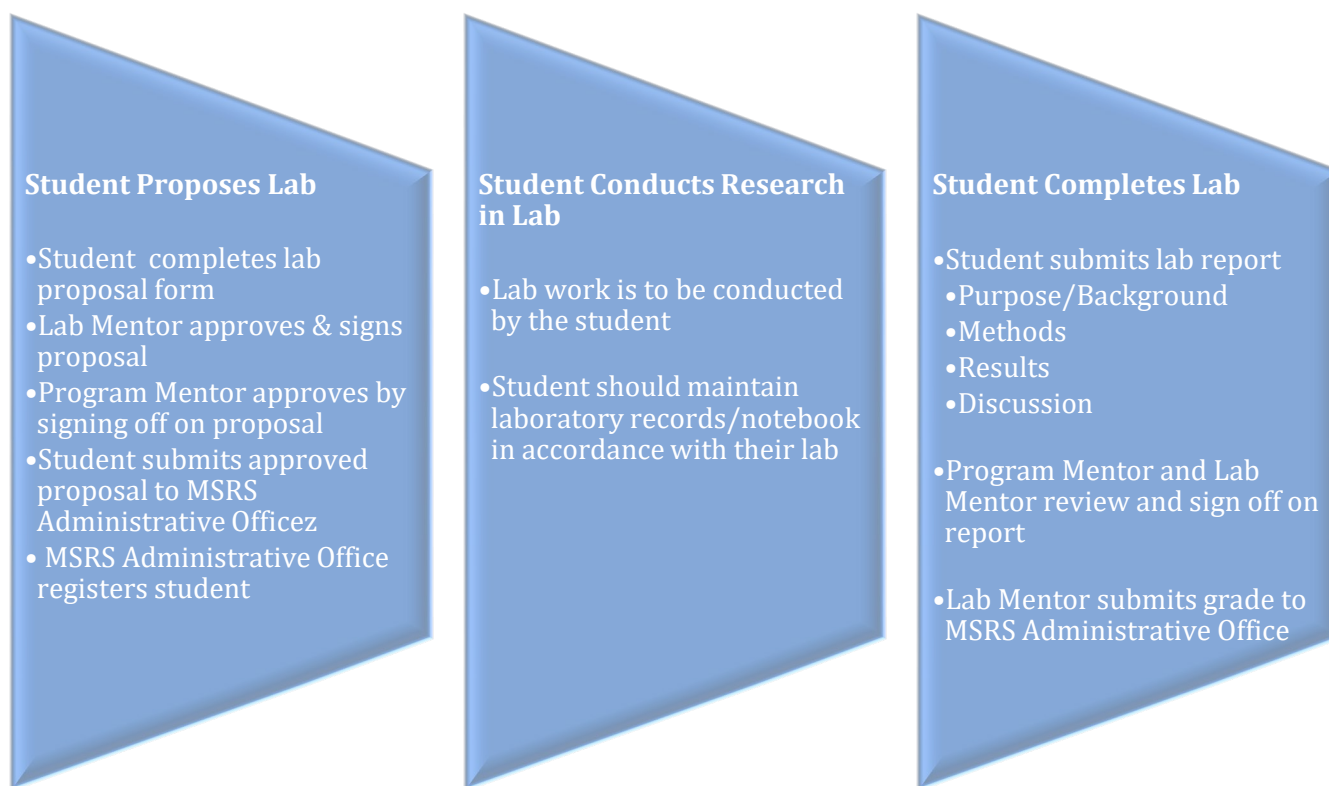 Student Proposes Lab
•Student  completes lab
proposal form
•Lab Mentor approves & signs
proposal
•Program Mentor approves by
signing off on proposal
•Student submits approved
proposal to MSRS
Administrative Officez
• MSRS Administrative Office
registers student
Student Conducts Research
in Lab
•Lab work is to be conducted
by the student
•Student should maintain
laboratory records/notebook
in accordance with their lab
Student Completes Lab
•Student submits lab report
•Purpose/Background
•Methods
•Results
•Discussion
•Program Mentor and Lab
Mentor review and sign off on
report
•Lab Mentor submits grade to
MSRS Administrative Office